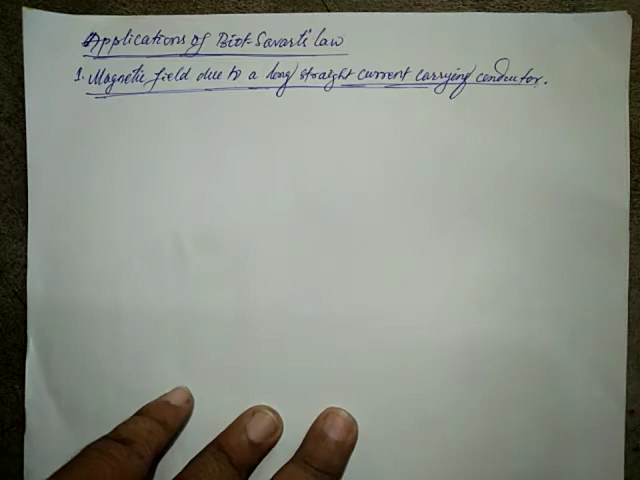 Applications of Biot-Savart's law
1. Magnetic field due to a long straight current carrying conductor.